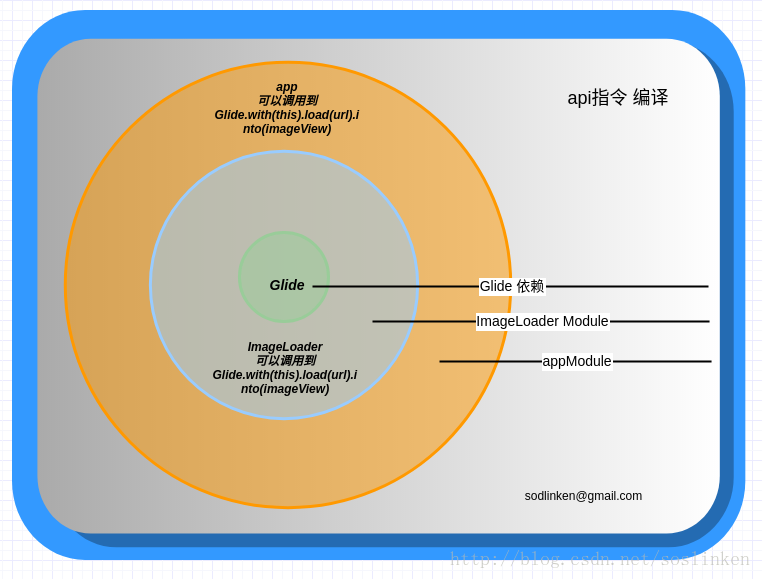 app
可以调用到
Glide.with(this).load(url).i
nto(imageView)
api指令 编译
Glide
Glide 依赖
ImageLoader Module
ImageLoader
可以调用到
Glide.with(this).load(url).i
nto(imageView)
appModule
sodlinken@gmail.com
http://blog.csdn.net/soslinken